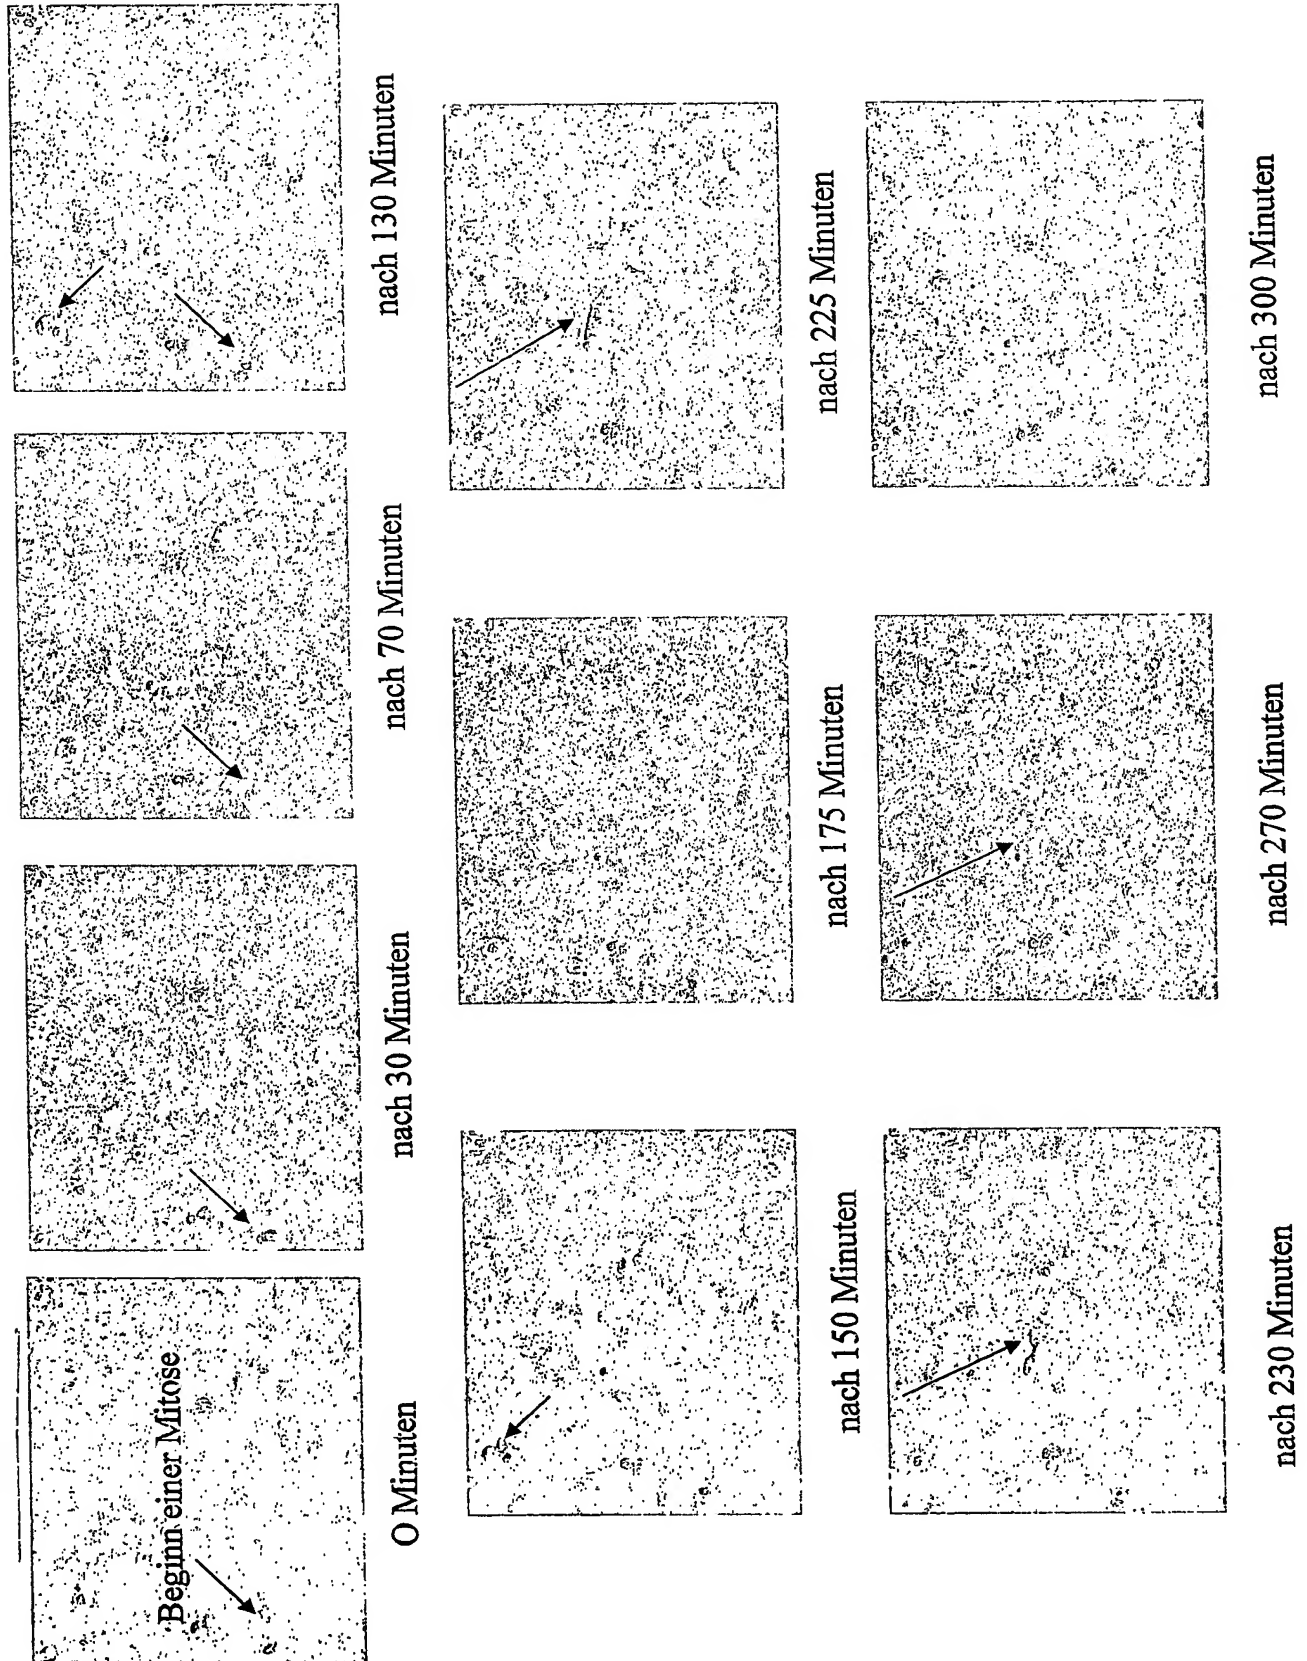 Beginn einer Mitose
O Minuten
nach 30 Minuten
nach 70 Minuten
nach 130 Minuten
nach 150 Minuten
nach 175 Minuten
nach 225 Minuten
nach 230 Minuten
nach 270 Minuten
nach 300 Minuten